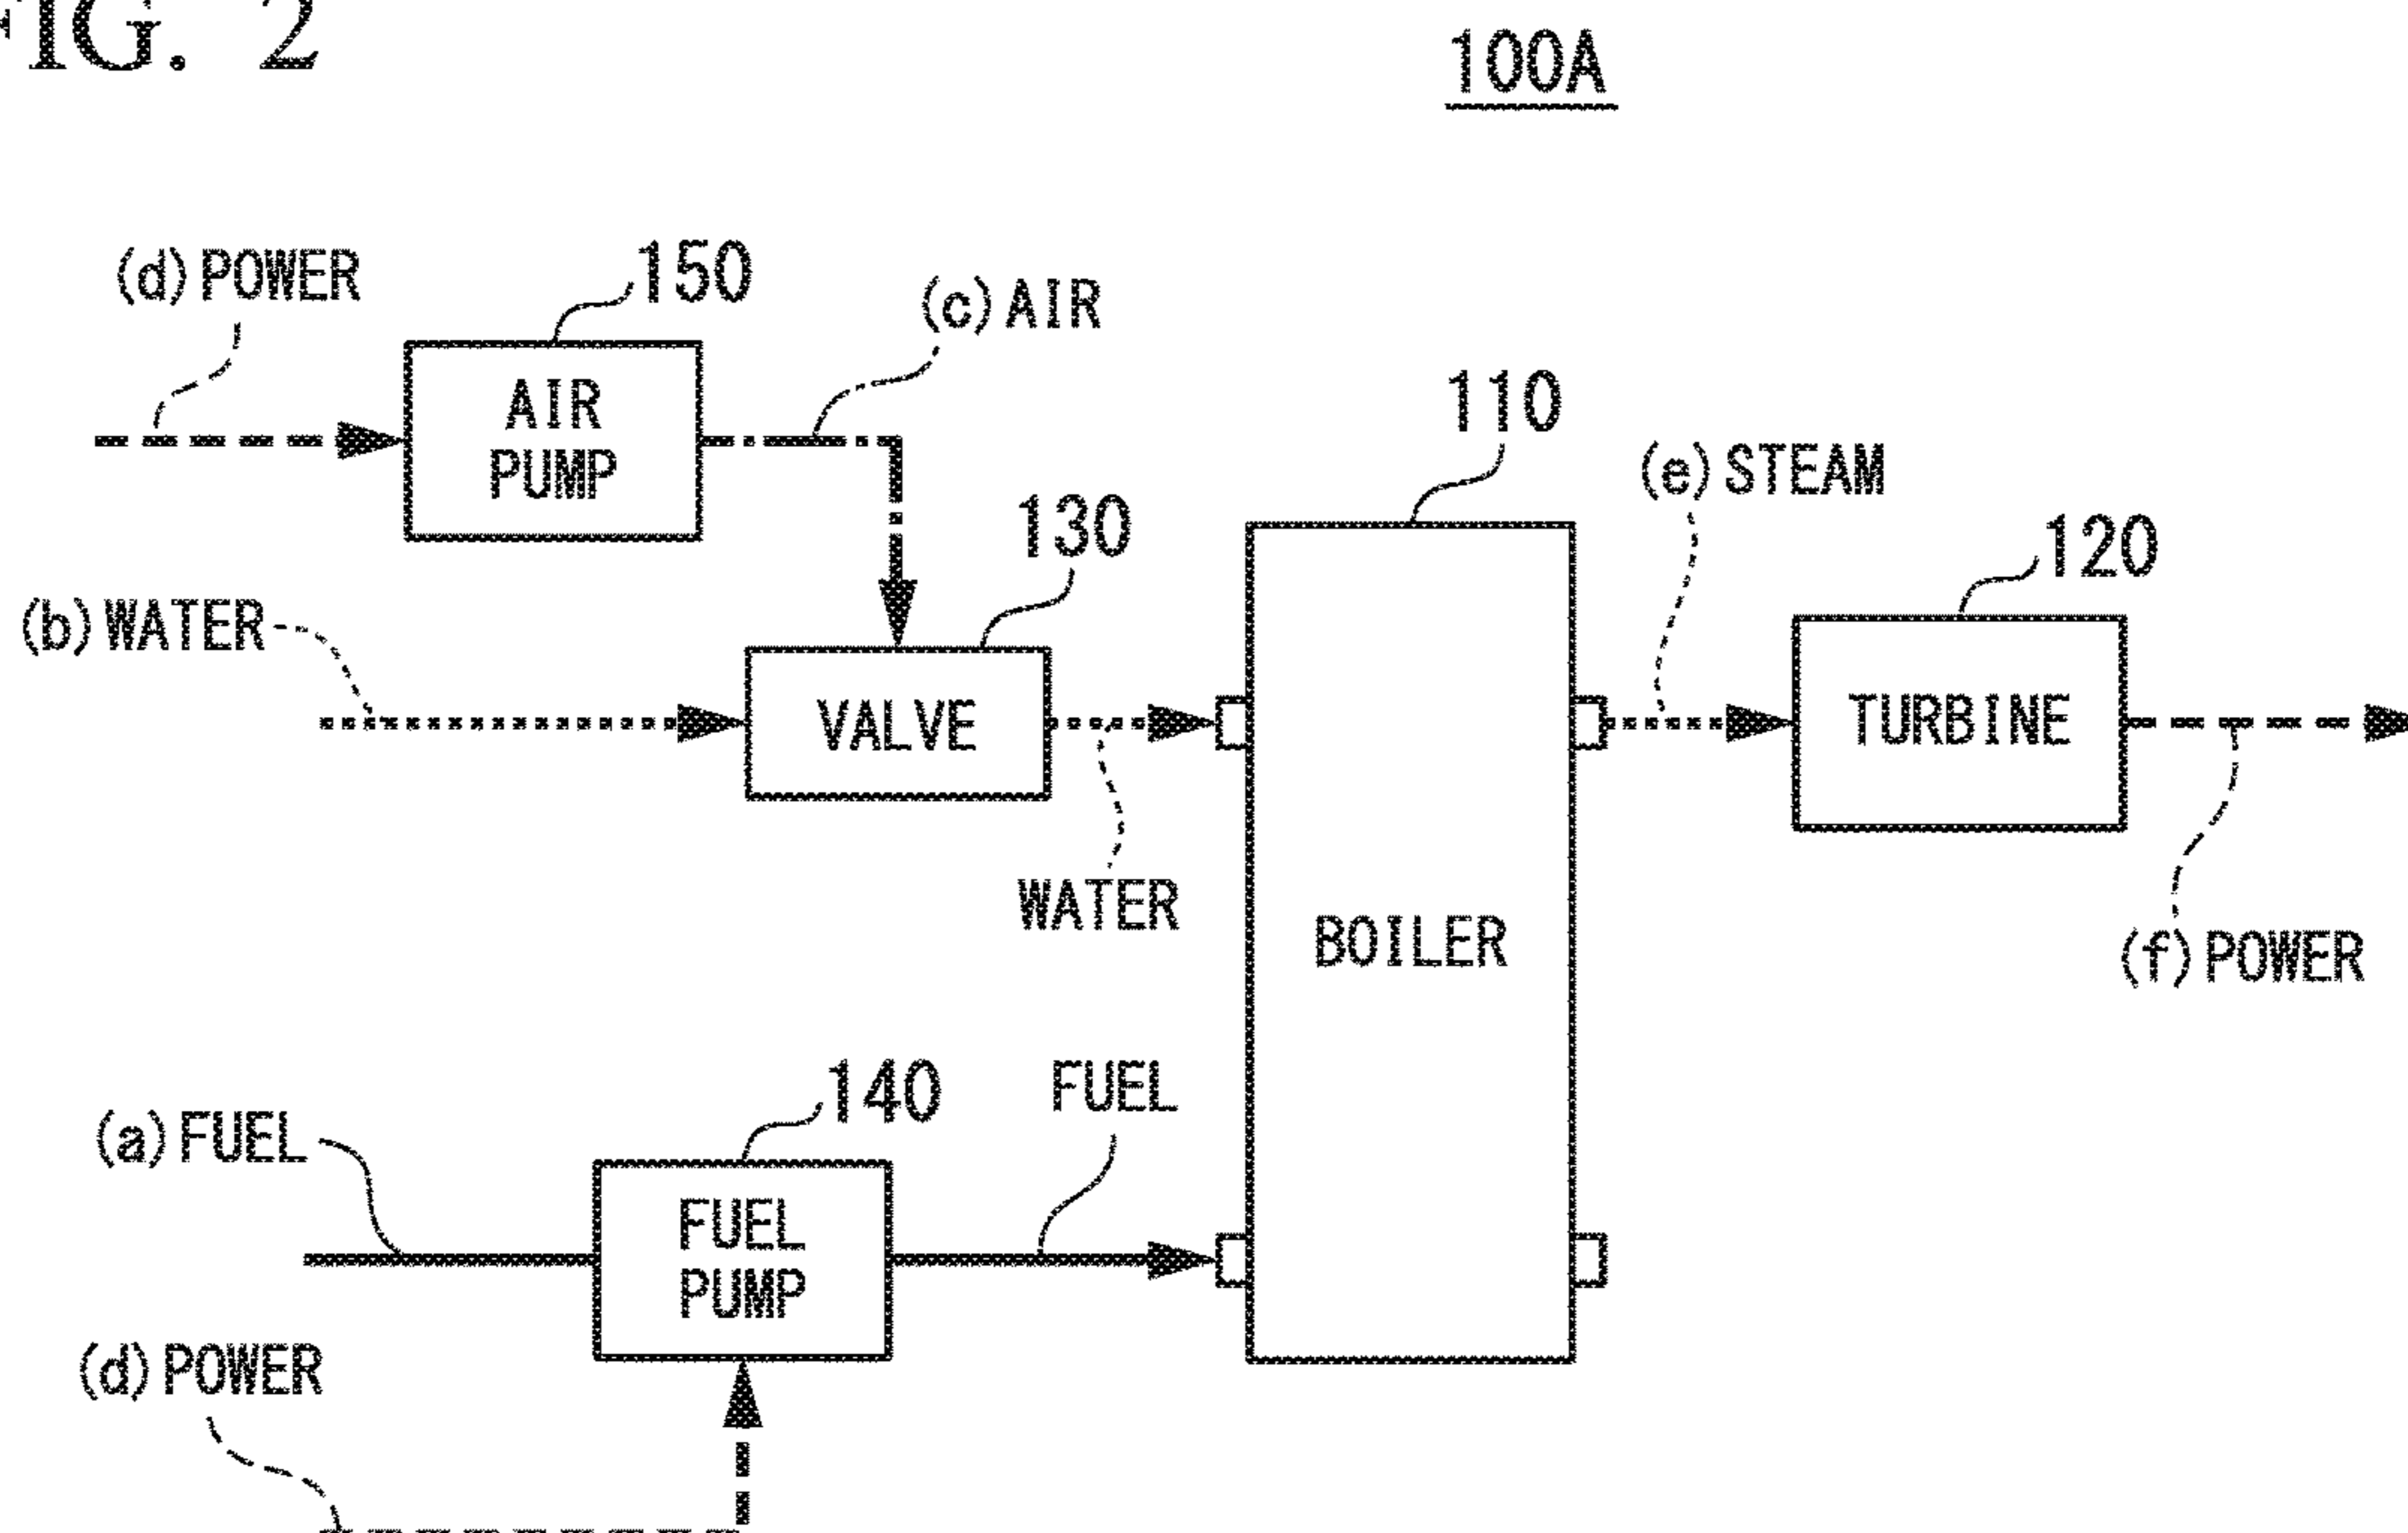 FIG. 2
100A
(d) POWER
150
(c) AIR
AIR
PUMP
110
(e) STEAM
130
120
(b) WATER
VALVE
TURBINE
WATER
BOILER
(f) POWER
140
FUEL
(a) FUEL
FUEL
PUMP
(d) POWER